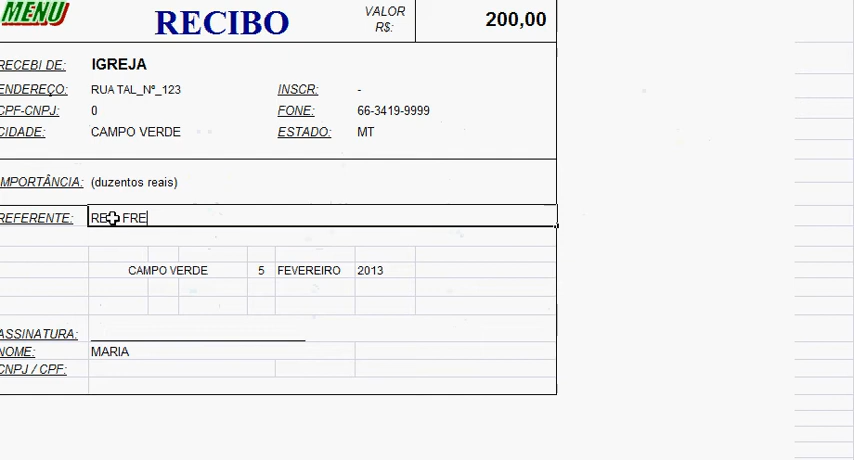 MENU RECIBO VALOR R$: 200,00
RECEBI DE: IGREJA
ENDEREÇO: RUA TAL_Nº_123 INSCR: -
CPF-CNPJ: 0 FONE: 66-3419-9999
CIDADE: CAMPO VERDE ESTADO: MT
IMPORTÂNCIA: (duzentos reais)
REFERENTE: FRE
CAMPO VERDE 5 FEVEREIRO 2013
ASSINATURA:
NOME: MARIA
CNPJ / CPF: